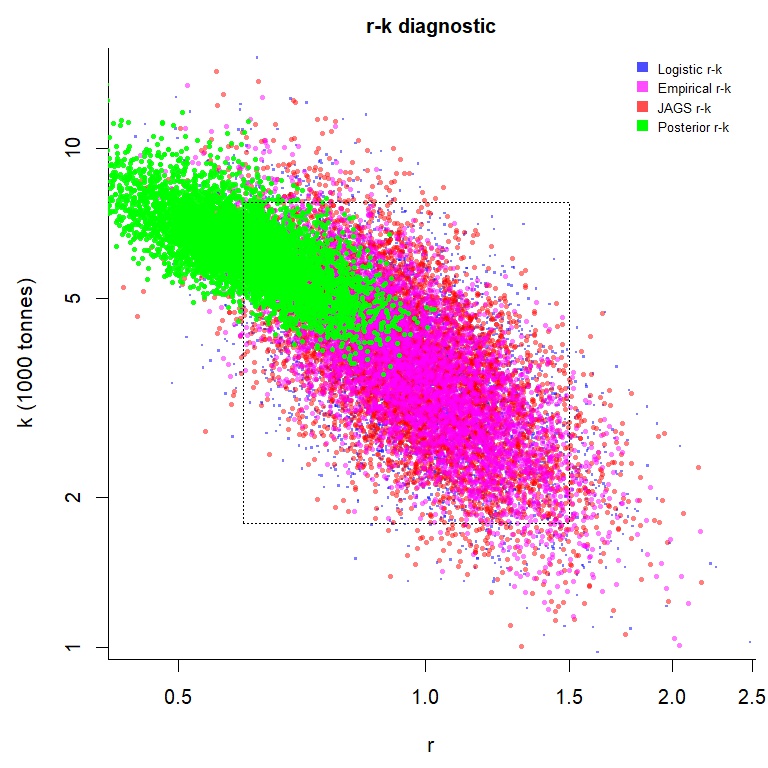 r-k diagnostic
Logistic r-k
Empirical r-k
JAGS r-k
Posterior r-k
10
5
2
1
k (1000 tonnes)
0.5
1.0
1.5
2.0
2.5
r